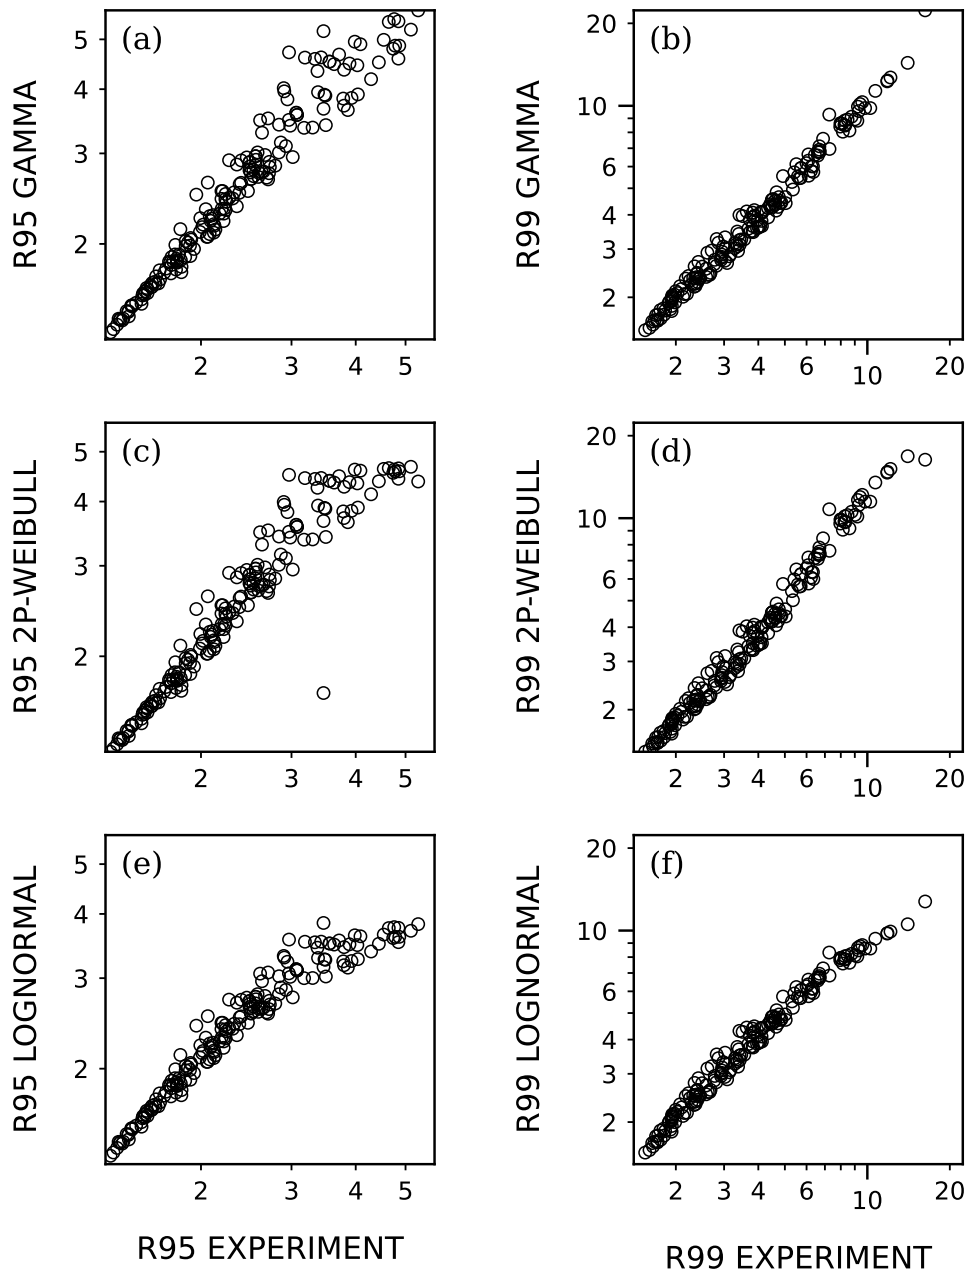 (a)
R95 GAMMA
5
4
3
2
2 3 4 5
(b)
R99 GAMMA
20
10
6
4
3
2
2 3 4 6 10 20
(c)
R95 2P-WEIBULL
5
4
3
2
2 3 4 5
(d)
R99 2P-WEIBULL
20
10
6
4
3
2
2 3 4 6 10 20
(e)
R95 LOGNORMAL
5
4
3
2
2 3 4 5
R95 EXPERIMENT
(f)
R99 LOGNORMAL
20
10
6
4
3
2
2 3 4 6 10 20
R99 EXPERIMENT